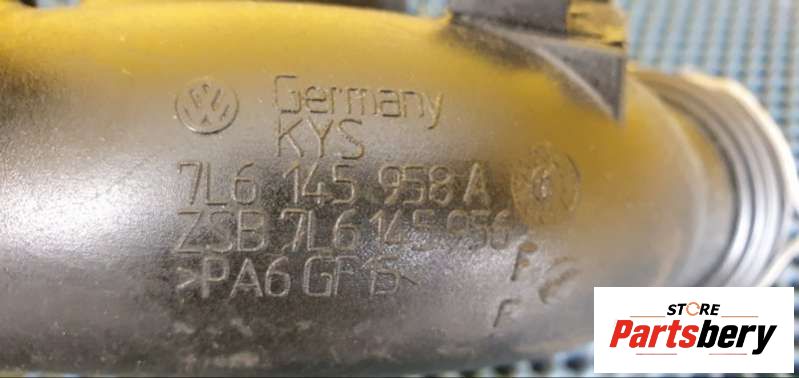 Germany
KYS
7L6 145 958 A
ZSB 7L6 145 956
>PA6 GF15<
F
F
STORE
Partsbery